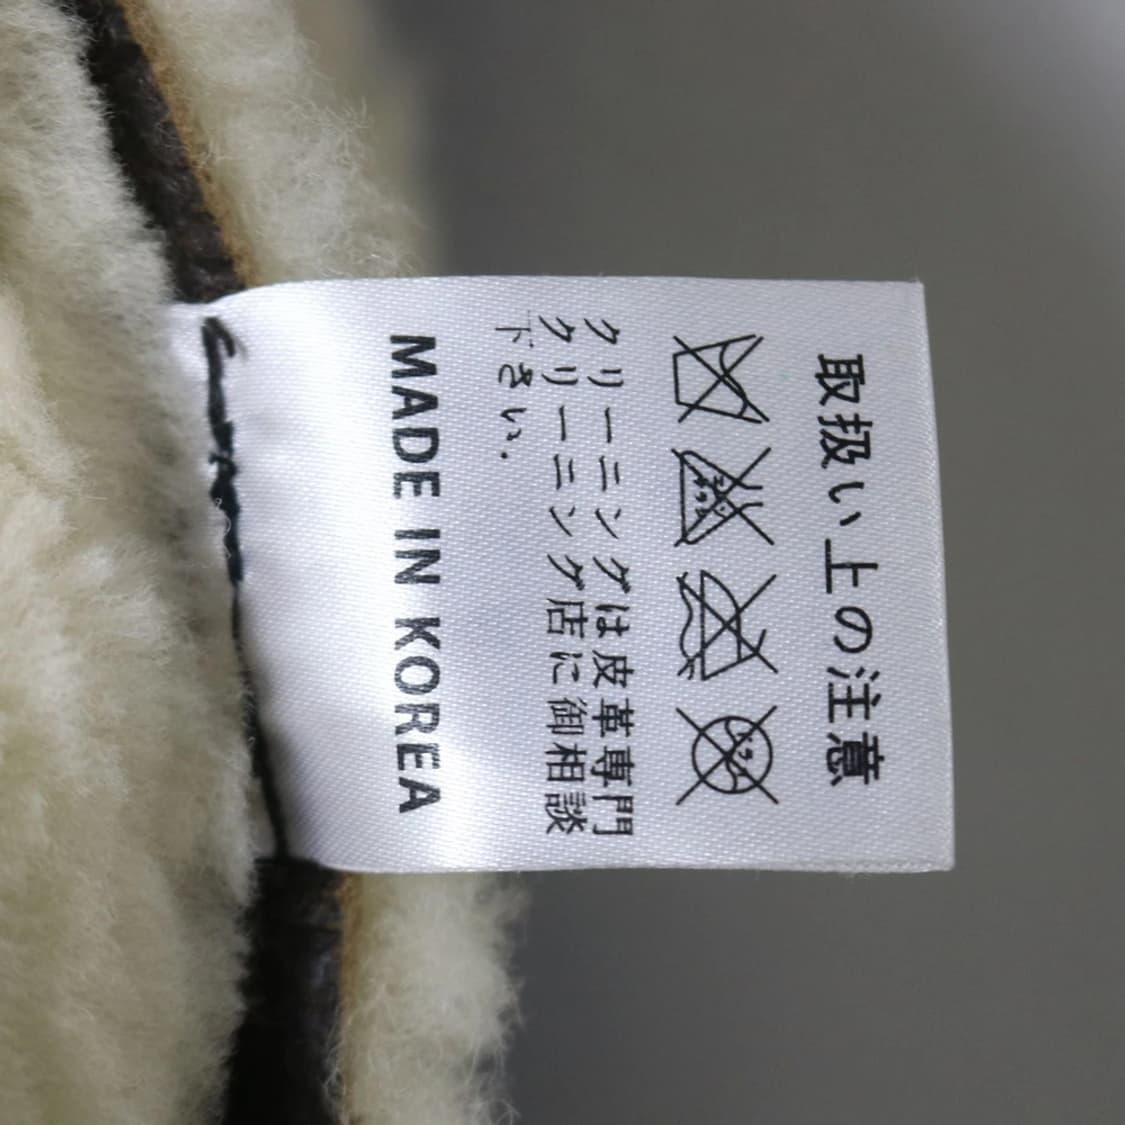 取扱い上の注意
クリーニングは皮革専門
クリーニング店に御相談
下さい.
MADE IN KOREA